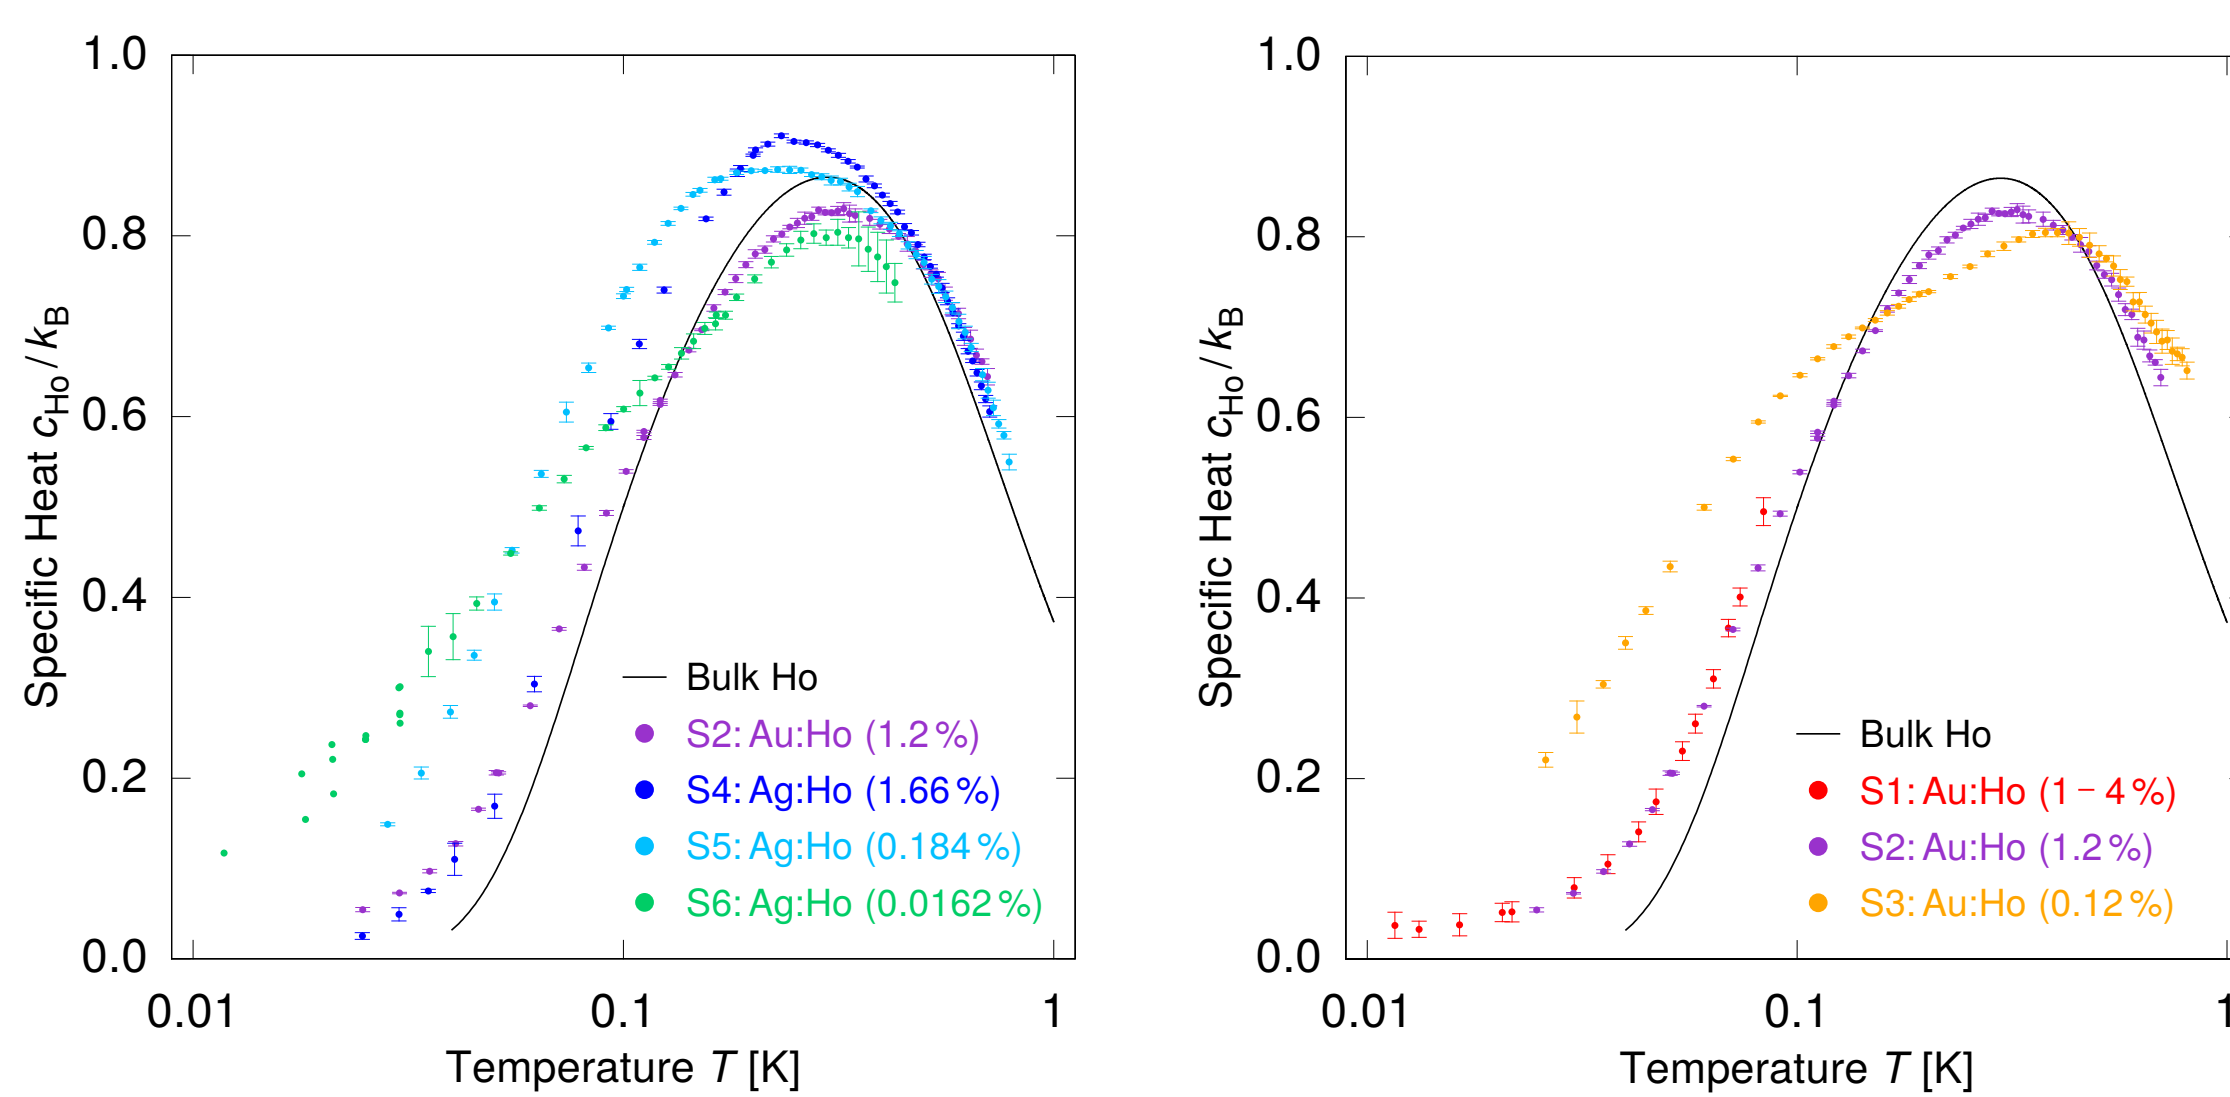 1.0
0.8
0.6
0.4
0.2
0.0
Specific Heat c_Ho / k_B
0.01 0.1 1
Temperature T [K]
Bulk Ho
S2: Au:Ho (1.2 %)
S4: Ag:Ho (1.66 %)
S5: Ag:Ho (0.184 %)
S6: Ag:Ho (0.0162 %)
1.0
0.8
0.6
0.4
0.2
0.0
Specific Heat c_Ho / k_B
0.01 0.1 1
Temperature T [K]
Bulk Ho
S1: Au:Ho (1 – 4 %)
S2: Au:Ho (1.2 %)
S3: Au:Ho (0.12 %)